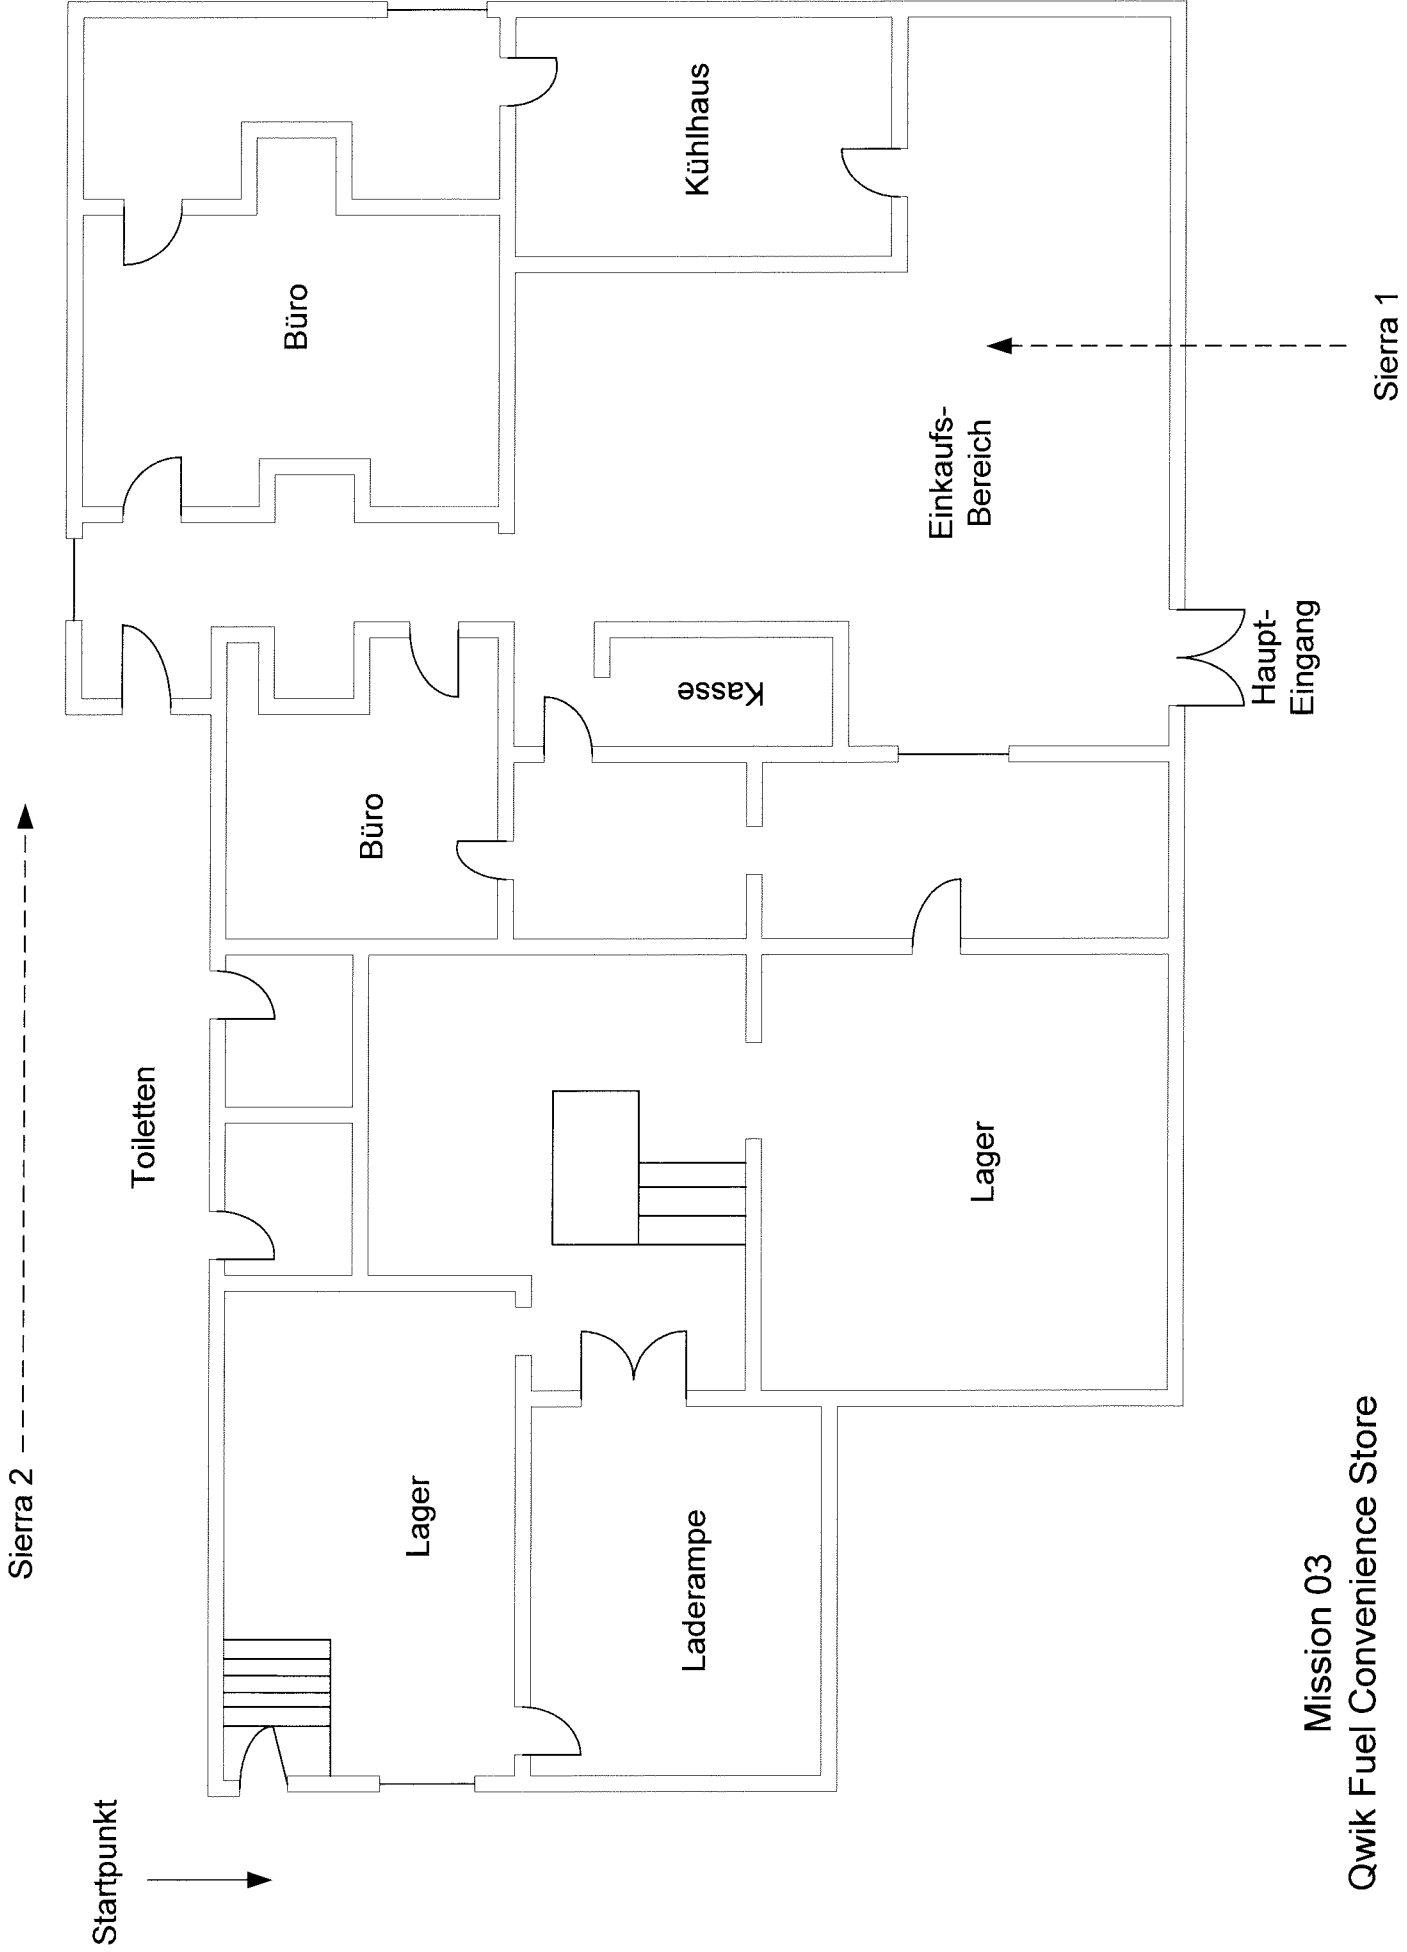 Sierra 2
Startpunkt
Toiletten
Büro
Büro
Lager
Kühlhaus
Kasse
Laderampe
Einkaufs-
Bereich
Lager
Haupt-
Eingang
Sierra 1
Mission 03
Qwik Fuel Convenience Store